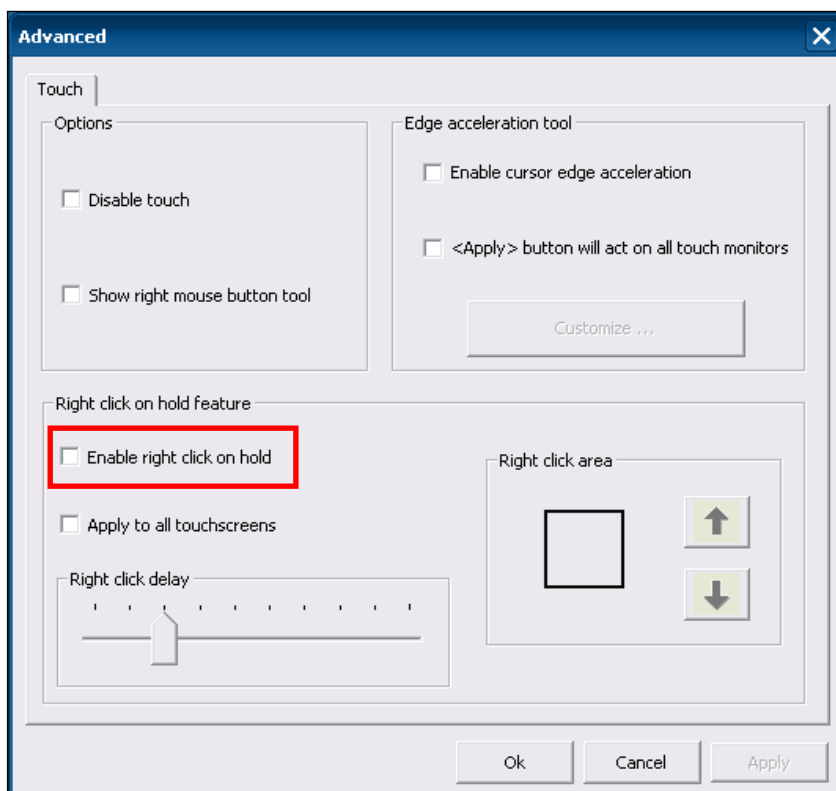 Advanced
Touch
Options
Disable touch
Show right mouse button tool
Edge acceleration tool
Enable cursor edge acceleration
<Apply> button will act on all touch monitors
Customize ...
Right click on hold feature
Enable right click on hold
Apply to all touchscreens
Right click delay
Right click area
Ok
Cancel
Apply